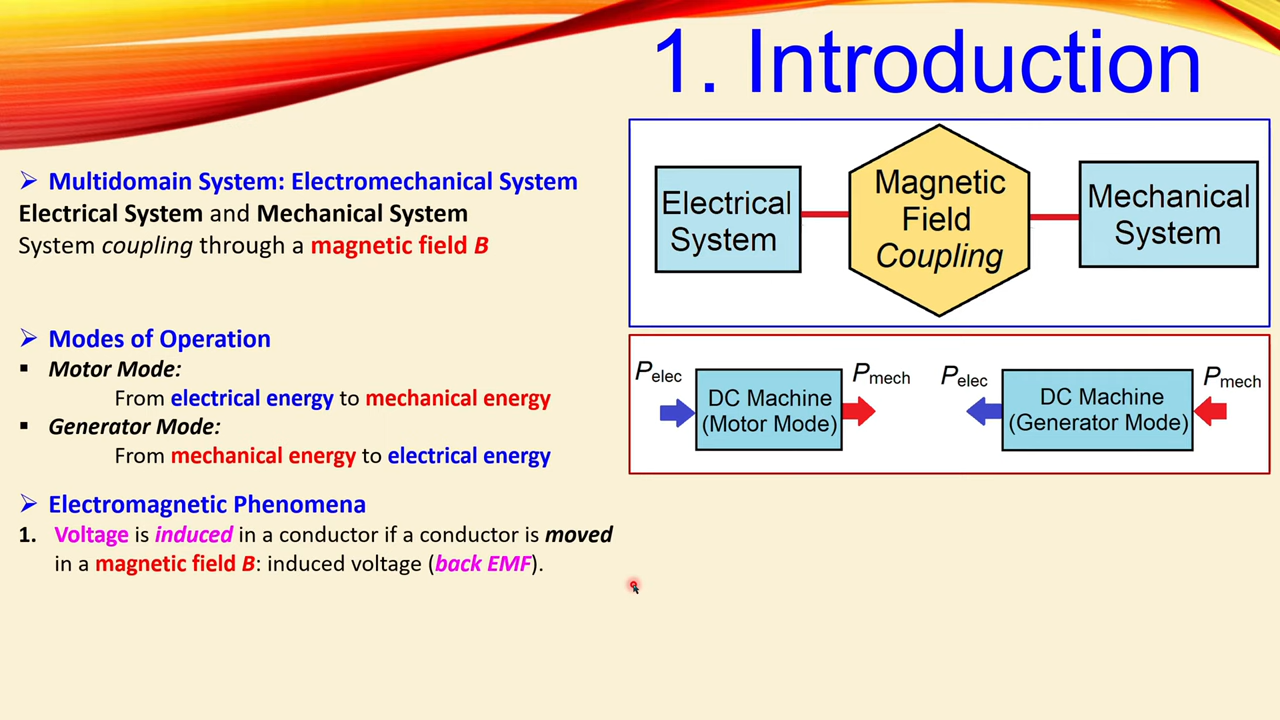 1. Introduction
➢ Multidomain System: Electromechanical System
Electrical System and Mechanical System
System coupling through a magnetic field B
➢ Modes of Operation
▪ Motor Mode:
From electrical energy to mechanical energy
▪ Generator Mode:
From mechanical energy to electrical energy
➢ Electromagnetic Phenomena
1. Voltage is induced in a conductor if a conductor is moved
in a magnetic field B: induced voltage (back EMF).
Electrical
System
Magnetic
Field
Coupling
Mechanical
System
Pelec
DC Machine
(Motor Mode)
Pmech
Pelec
DC Machine
(Generator Mode)
Pmech